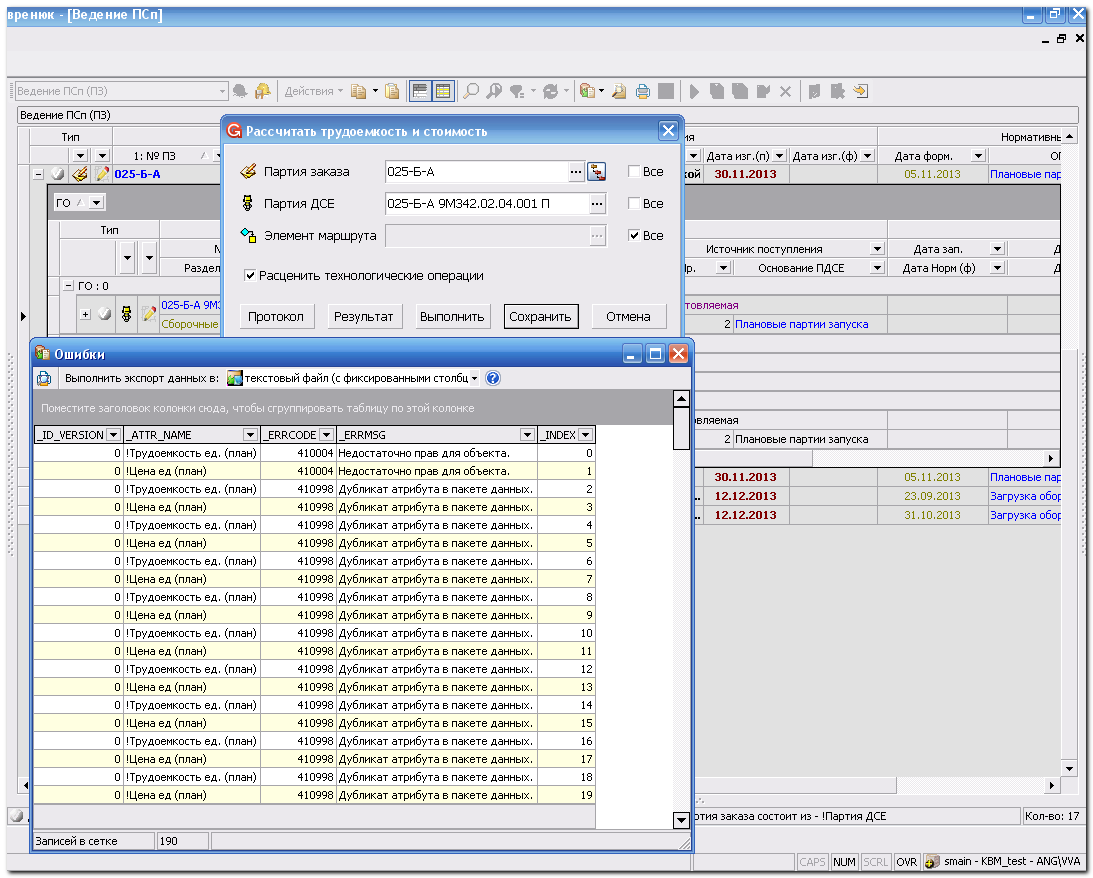 вренюк - [Ведение ПСп]
Ведение ПСп (ПЗ)
Действия
Ведение ПСп (ПЗ)
Тип
Нормативнь
1: № ПЗ
Дата изг.(п)
Дата изг.(ф)
Дата форм.
025-Б-А
30.11.2013
05.11.2013
Плановые пар
ГО
Тип
Источник поступления
Дата зап.
Раздел
Основание ПДСЕ
Дата Норм (ф)
ГО : 0
025-Б-А 9М3
товляемая
Сборочные
2
Плановые партии запуска
Рассчитать трудоемкость и стоимость
Партия заказа
025-Б-А
Все
Партия ДСЕ
025-Б-А 9М342.02.04.001 П
Все
Элемент маршрута
Все
Расценить технологические операции
Протокол
Результат
Выполнить
Сохранить
Отмена
Ошибки
Выполнить экспорт данных в:
текстовый файл (с фиксированными столбц
Поместите заголовок колонки сюда, чтобы сгруппировать таблицу по этой колонке
_ID_VERSION _ATTR_NAME _ERRCODE _ERRMSG _INDEX
0 !Трудоемкость ед. (план) 410004 Недостаточно прав для объекта. 0
0 !Цена ед (план) 410004 Недостаточно прав для объекта. 1
0 !Трудоемкость ед. (план) 410998 Дубликат атрибута в пакете данных. 2
0 !Цена ед (план) 410998 Дубликат атрибута в пакете данных. 3
0 !Трудоемкость ед. (план) 410998 Дубликат атрибута в пакете данных. 4
0 !Цена ед (план) 410998 Дубликат атрибута в пакете данных. 5
0 !Трудоемкость ед. (план) 410998 Дубликат атрибута в пакете данных. 6
0 !Цена ед (план) 410998 Дубликат атрибута в пакете данных. 7
0 !Трудоемкость ед. (план) 410998 Дубликат атрибута в пакете данных. 8
0 !Цена ед (план) 410998 Дубликат атрибута в пакете данных. 9
0 !Трудоемкость ед. (план) 410998 Дубликат атрибута в пакете данных. 10
0 !Цена ед (план) 410998 Дубликат атрибута в пакете данных. 11
0 !Трудоемкость ед. (план) 410998 Дубликат атрибута в пакете данных. 12
0 !Цена ед (план) 410998 Дубликат атрибута в пакете данных. 13
0 !Трудоемкость ед. (план) 410998 Дубликат атрибута в пакете данных. 14
0 !Цена ед (план) 410998 Дубликат атрибута в пакете данных. 15
0 !Трудоемкость ед. (план) 410998 Дубликат атрибута в пакете данных. 16
0 !Цена ед (план) 410998 Дубликат атрибута в пакете данных. 17
0 !Трудоемкость ед. (план) 410998 Дубликат атрибута в пакете данных. 18
0 !Цена ед (план) 410998 Дубликат атрибута в пакете данных. 19
Записей в сетке 190
овляемая
2 Плановые партии запуска
30.11.2013 05.11.2013 Плановые пар
12.12.2013 23.09.2013 Загрузка обор
12.12.2013 31.10.2013 Загрузка обор
ртия заказа состоит из - !Партия ДСЕ
Кол-во: 17
CAPS NUM SCRL OVR smain - KBM_test - ANG\VVA